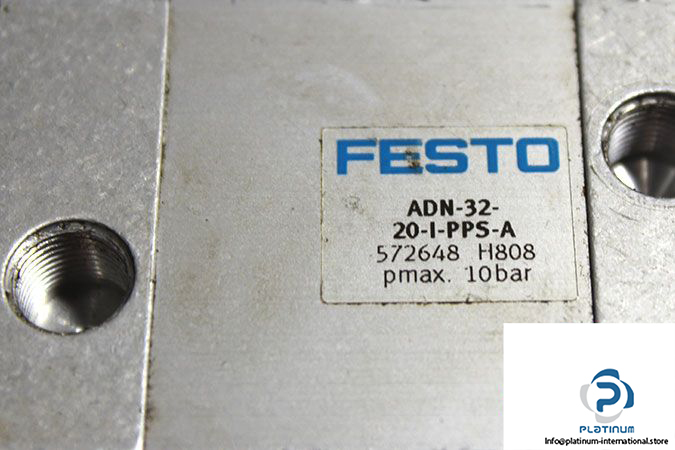 FESTO
ADN-32-
20-I-PPS-A
572648 H808
pmax. 10bar
PLATINUM
Info@platinum-international.store